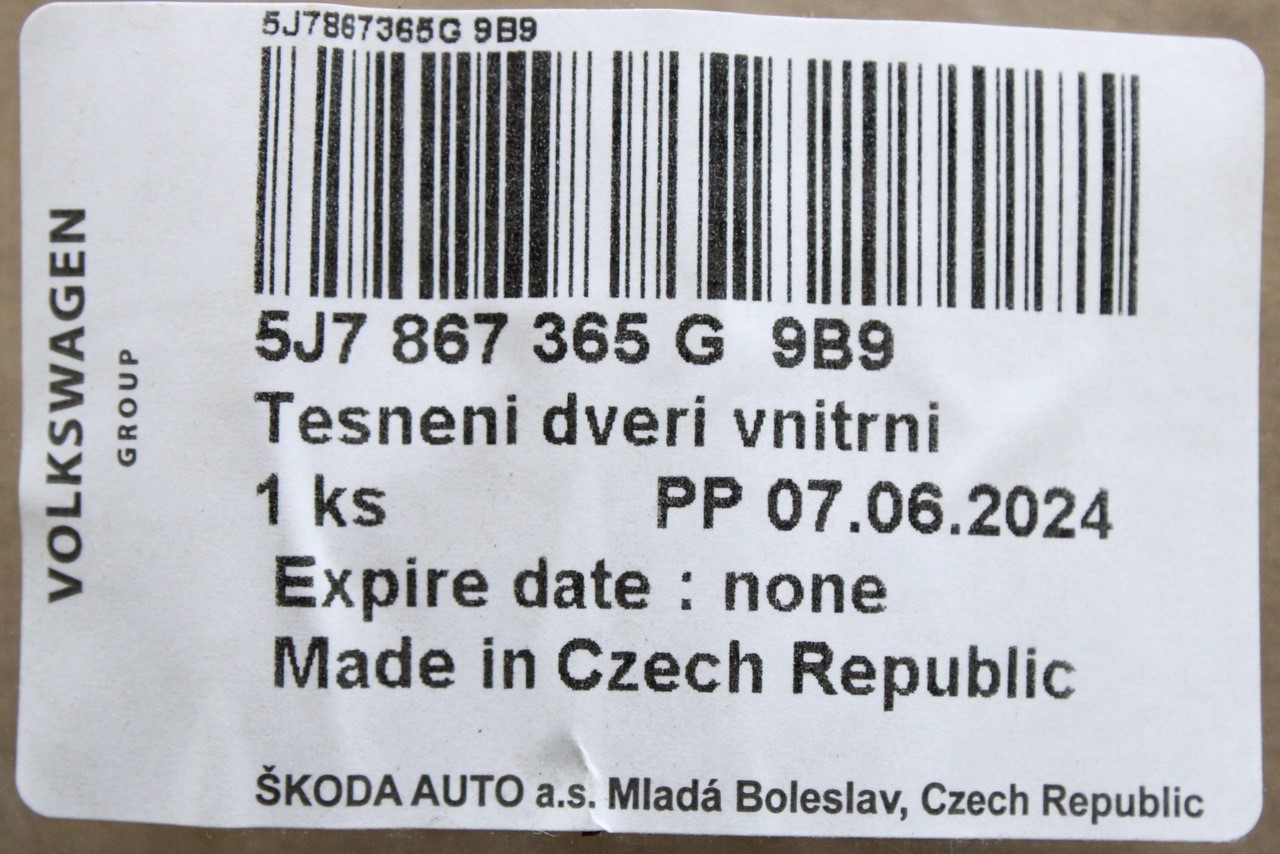 5J7867365G 9B9
5J7 867 365 G 9B9
Tesneni dveri vnitrni
1 ks PP 07.06.2024
Expire date : none
Made in Czech Republic
ŠKODA AUTO a.s. Mladá Boleslav, Czech Republic
VOLKSWAGEN
GROUP